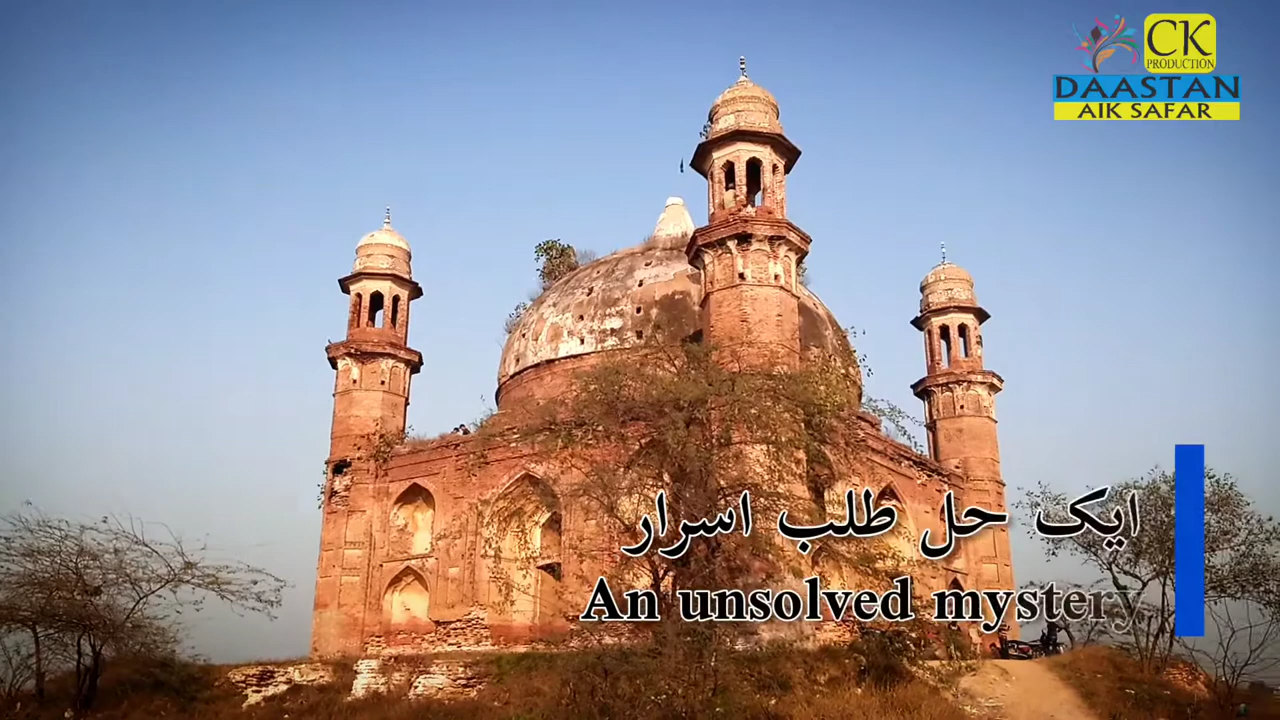 CK
PRODUCTION
DAASTAN
AIK SAFAR
ایک حل طلب اسرار
An unsolved mystery